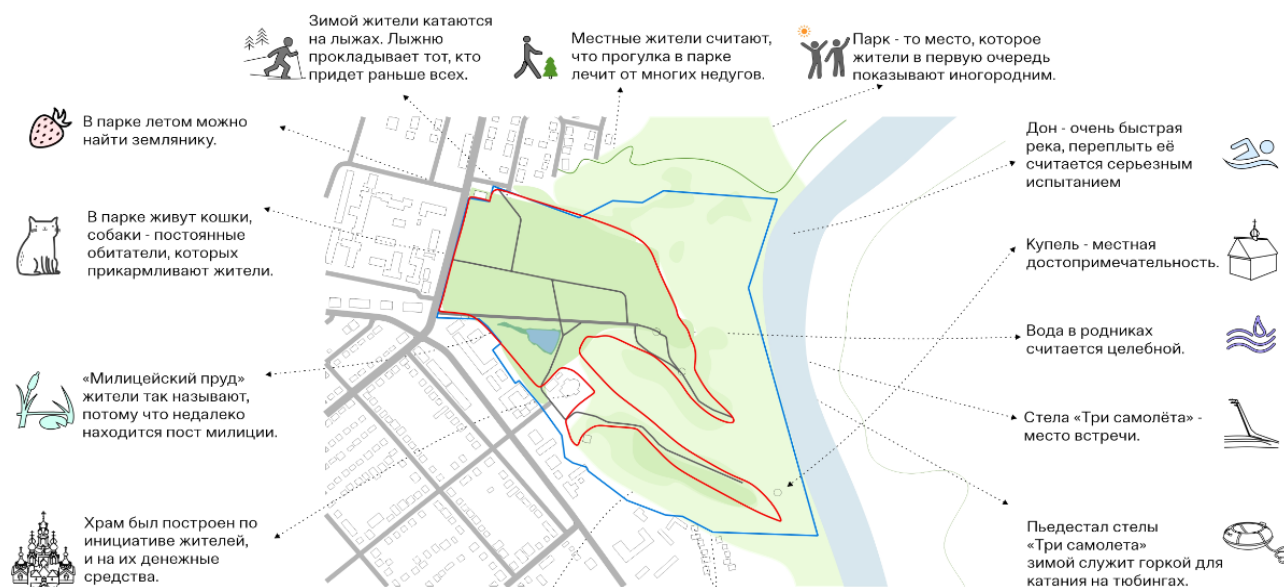 Зимой жители катаются
на лыжах. Лыжню
прокладывает тот, кто
придет раньше всех.
Местные жители считают,
что прогулка в парке
лечит от многих недугов.
Парк - то место, которое
жители в первую очередь
показывают иногородним.
В парке летом можно
найти землянику.
Дон - очень быстрая
река, переплыть её
считается серьезным
испытанием
В парке живут кошки,
собаки - постоянные
обитатели, которых
прикармливают жители.
Купель - местная
достопримечательность.
Вода в родниках
считается целебной.
«Милицейский пруд»
жители так называют,
потому что недалеко
находится пост милиции.
Стела «Три самолёта» -
место встречи.
Храм был построен по
инициативе жителей,
и на их денежные
средства.
Пьедестал стелы
«Три самолета»
зимой служит горкой для
катания на тюбингах.